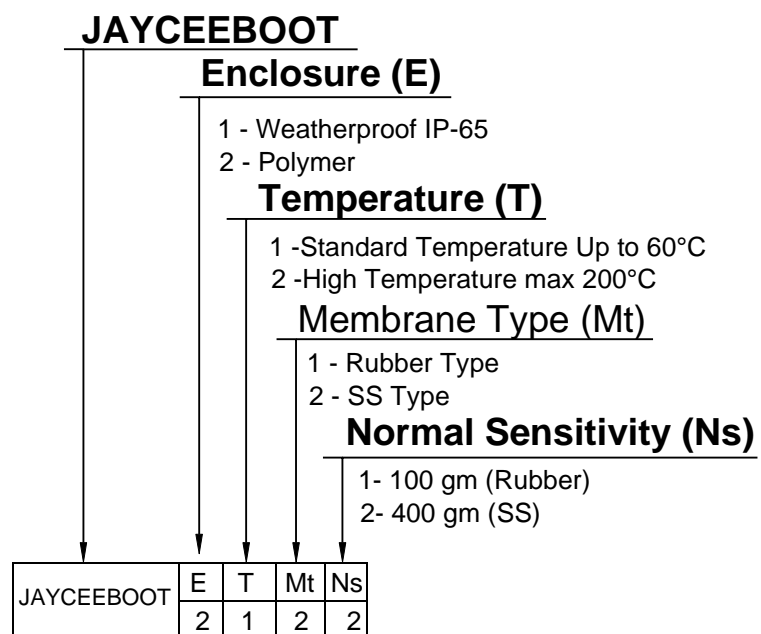 JAYCEEBOOT
Enclosure (E)
1 - Weatherproof IP-65
2 - Polymer
Temperature (T)
1 -Standard Temperature Up to 60°C
2 -High Temperature max 200°C
Membrane Type (Mt)
1 - Rubber Type
2 - SS Type
Normal Sensitivity (Ns)
1- 100 gm (Rubber)
2- 400 gm (SS)
JAYCEEBOOT E T Mt Ns
2 1 2 2